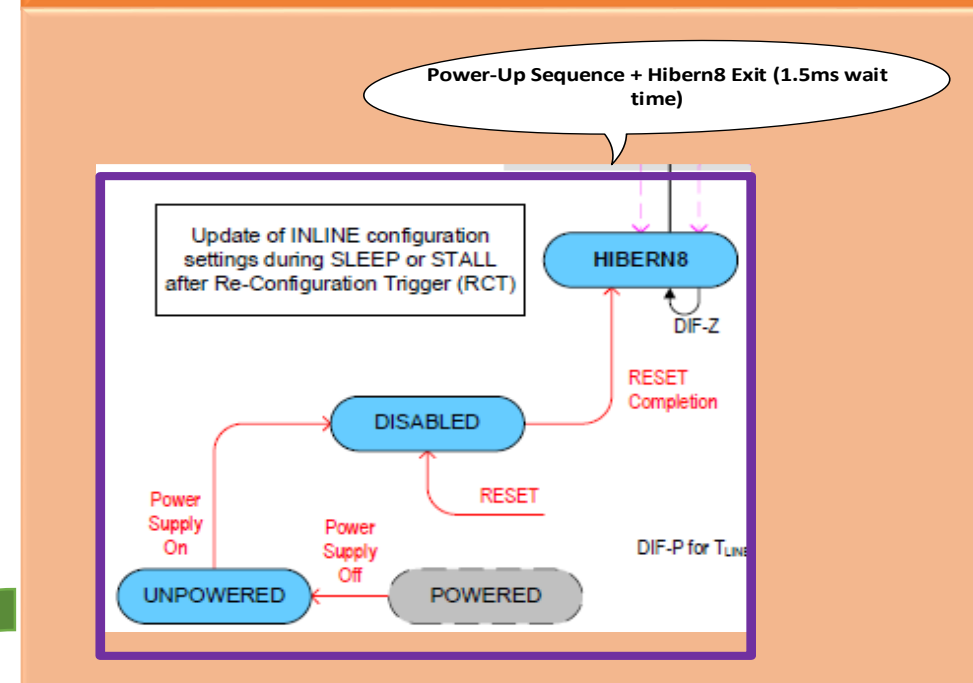 Power-Up Sequence + Hibern8 Exit (1.5ms wait
time)
Update of INLINE configuration
settings during SLEEP or STALL
after Re-Configuration Trigger (RCT)
HIBERN8
DIF-Z
RESET
Completion
DISABLED
RESET
Power
Supply
On
Power
Supply
Off
DIF-P for TLINE
UNPOWERED
POWERED